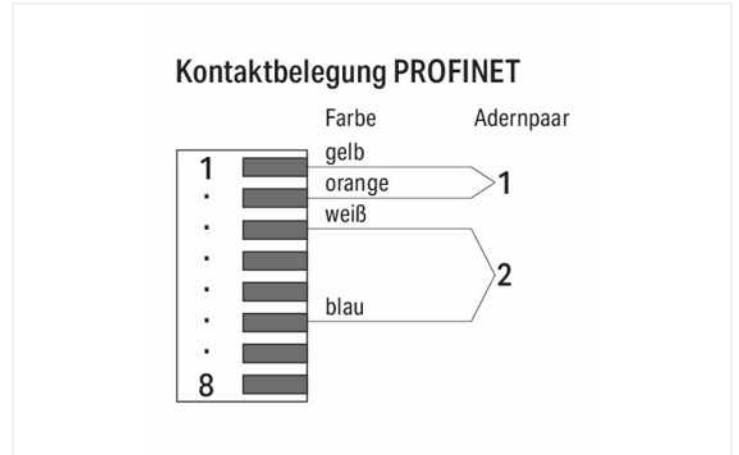 Kontaktbelegung PROFINET
Farbe Adernpaar
gelb
1
orange
1
weiß
2
blau
8